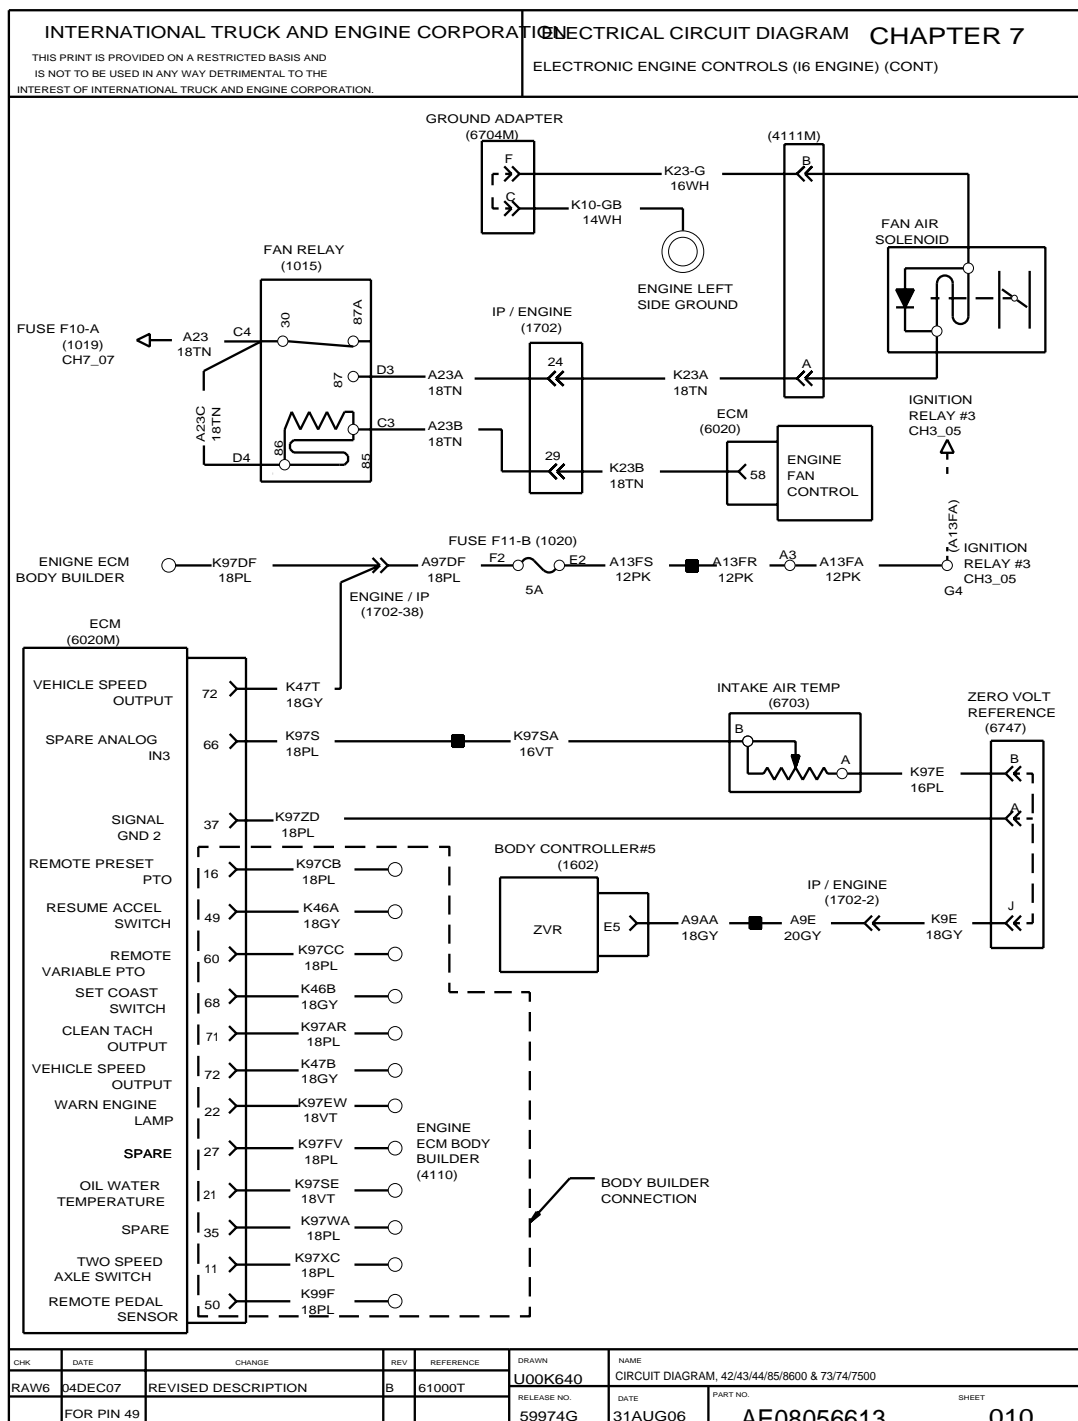 INTERNATIONAL TRUCK AND ENGINE CORPORATION
ELECTRICAL CIRCUIT DIAGRAM CHAPTER 7
THIS PRINT IS PROVIDED ON A RESTRICTED BASIS AND
IS NOT TO BE USED IN ANY WAY DETRIMENTAL TO THE
INTEREST OF INTERNATIONAL TRUCK AND ENGINE CORPORATION.
ELECTRONIC ENGINE CONTROLS (I6 ENGINE) (CONT)
GROUND ADAPTER
(6704M)
(4111M)
F
K23-G
16WH
B
C
K10-GB
14WH
ENGINE LEFT
SIDE GROUND
FAN AIR
SOLENOID
FAN RELAY
(1015)
FUSE F10-A
(1019)
CH7_07
A23
18TN
C4
30
87A
87
D3
A23A
18TN
IP / ENGINE
(1702)
24
K23A
18TN
A
A23C
18TN
D4
86
85
C3
A23B
18TN
29
K23B
18TN
ECM
(6020)
58
ENGINE
FAN
CONTROL
IGNITION
RELAY #3
CH3_05
(A13FA)
ENIGNE ECM
BODY BUILDER
K97DF
18PL
ENGINE / IP
(1702-38)
A97DF
18PL
FUSE F11-B (1020)
F2
E2
5A
A13FS
12PK
A13FR
12PK
A3
A13FA
12PK
G4
IGNITION
RELAY #3
CH3_05
ECM
(6020M)
VEHICLE SPEED
OUTPUT
72
K47T
18GY
SPARE ANALOG
IN3
66
K97S
18PL
K97SA
16VT
INTAKE AIR TEMP
(6703)
B
A
K97E
16PL
ZERO VOLT
REFERENCE
(6747)
B
A
J
SIGNAL
GND 2
37
K97ZD
18PL
REMOTE PRESET
PTO
16
K97CB
18PL
RESUME ACCEL
SWITCH
49
K46A
18GY
REMOTE
VARIABLE PTO
60
K97CC
18PL
SET COAST
SWITCH
68
K46B
18GY
CLEAN TACH
OUTPUT
71
K97AR
18PL
VEHICLE SPEED
OUTPUT
72
K47B
18GY
WARN ENGINE
LAMP
22
K97EW
18VT
SPARE
27
K97FV
18PL
OIL WATER
TEMPERATURE
21
K97SE
18VT
SPARE
35
K97WA
18PL
TWO SPEED
AXLE SWITCH
11
K97XC
18PL
REMOTE PEDAL
SENSOR
50
K99F
18PL
BODY CONTROLLER#5
(1602)
ZVR
E5
A9AA
18GY
A9E
20GY
IP / ENGINE
(1702-2)
K9E
18GY
ENGINE
ECM BODY
BUILDER
(4110)
BODY BUILDER
CONNECTION
CHK DATE CHANGE REV REFERENCE
RAW6 04DEC07 REVISED DESCRIPTION B 61000T
FOR PIN 49
DRAWN
U00K640
NAME
CIRCUIT DIAGRAM, 42/43/44/85/8600 & 73/74/7500
RELEASE NO.
59974G
DATE
31AUG06
PART NO.
AE08056613
SHEET
010